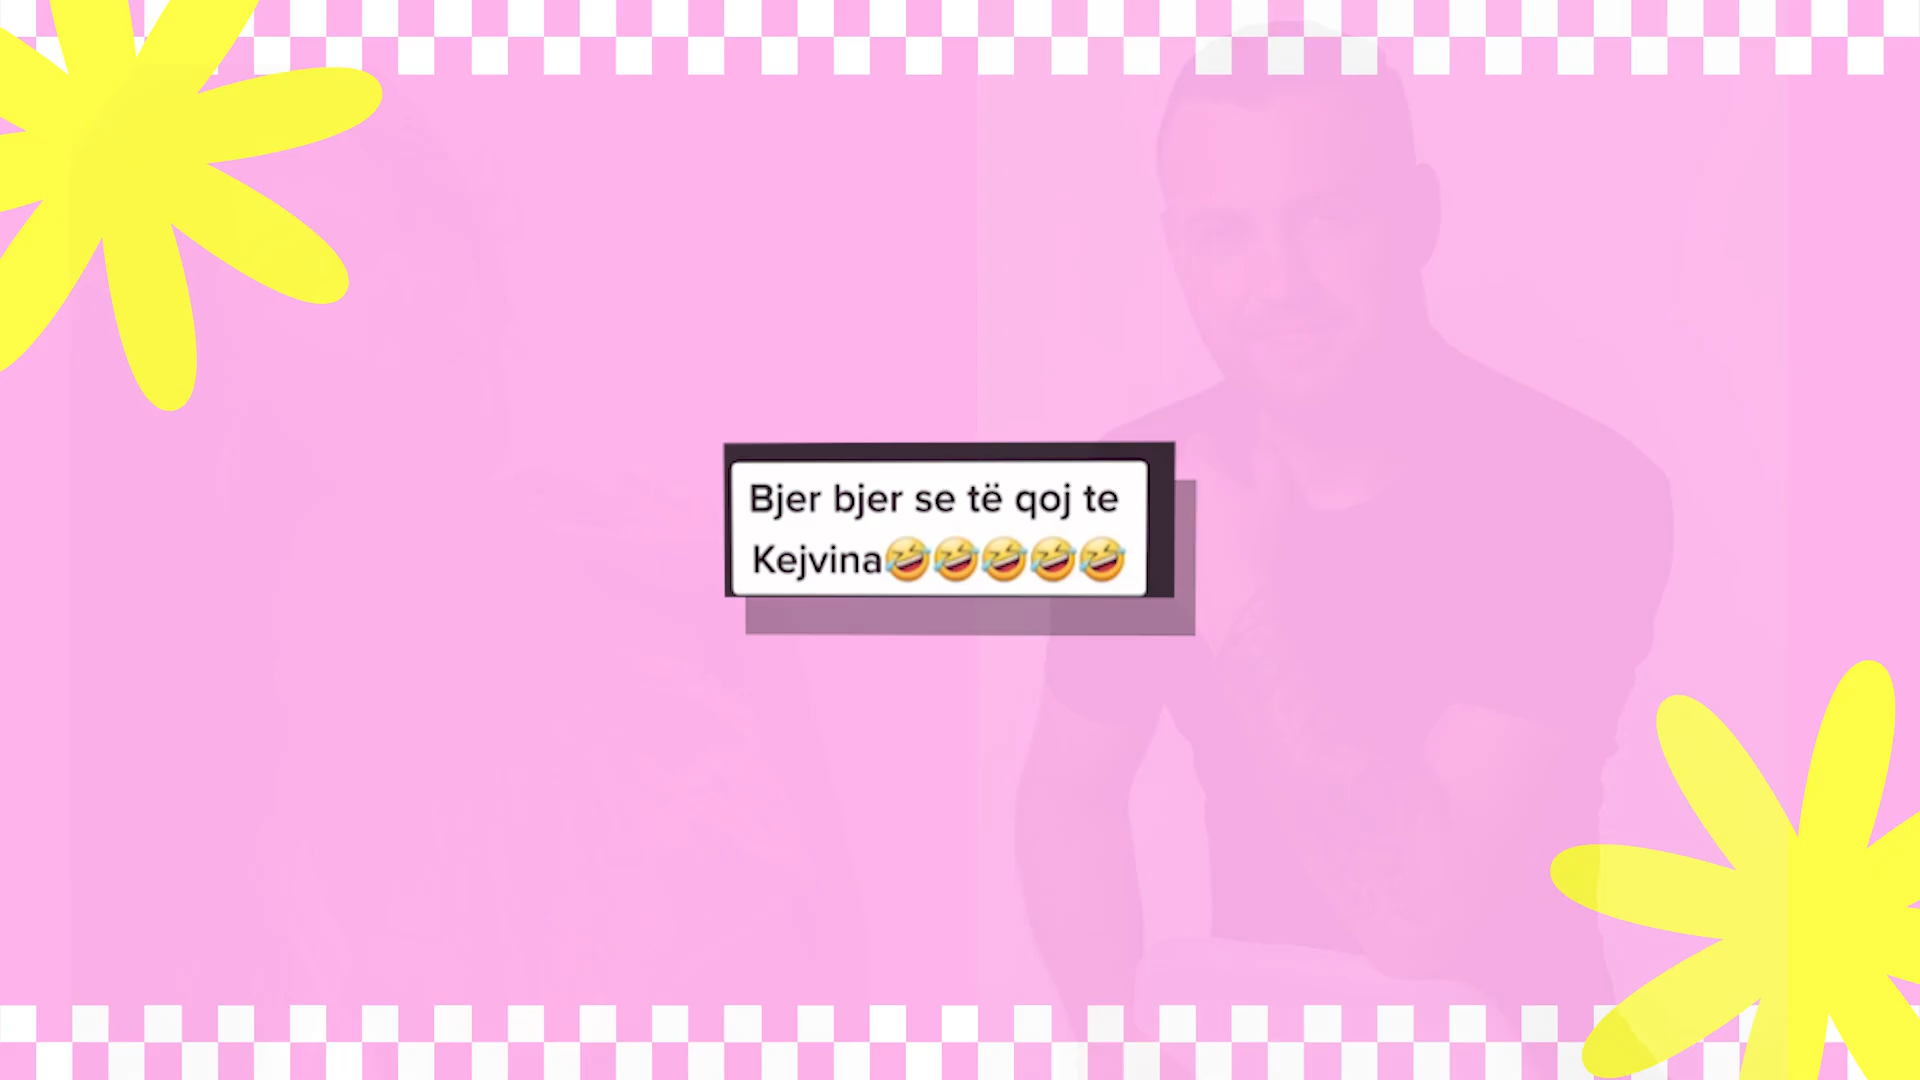 Bjer bjer se të qoj te
Kejvina🤣🤣🤣🤣🤣